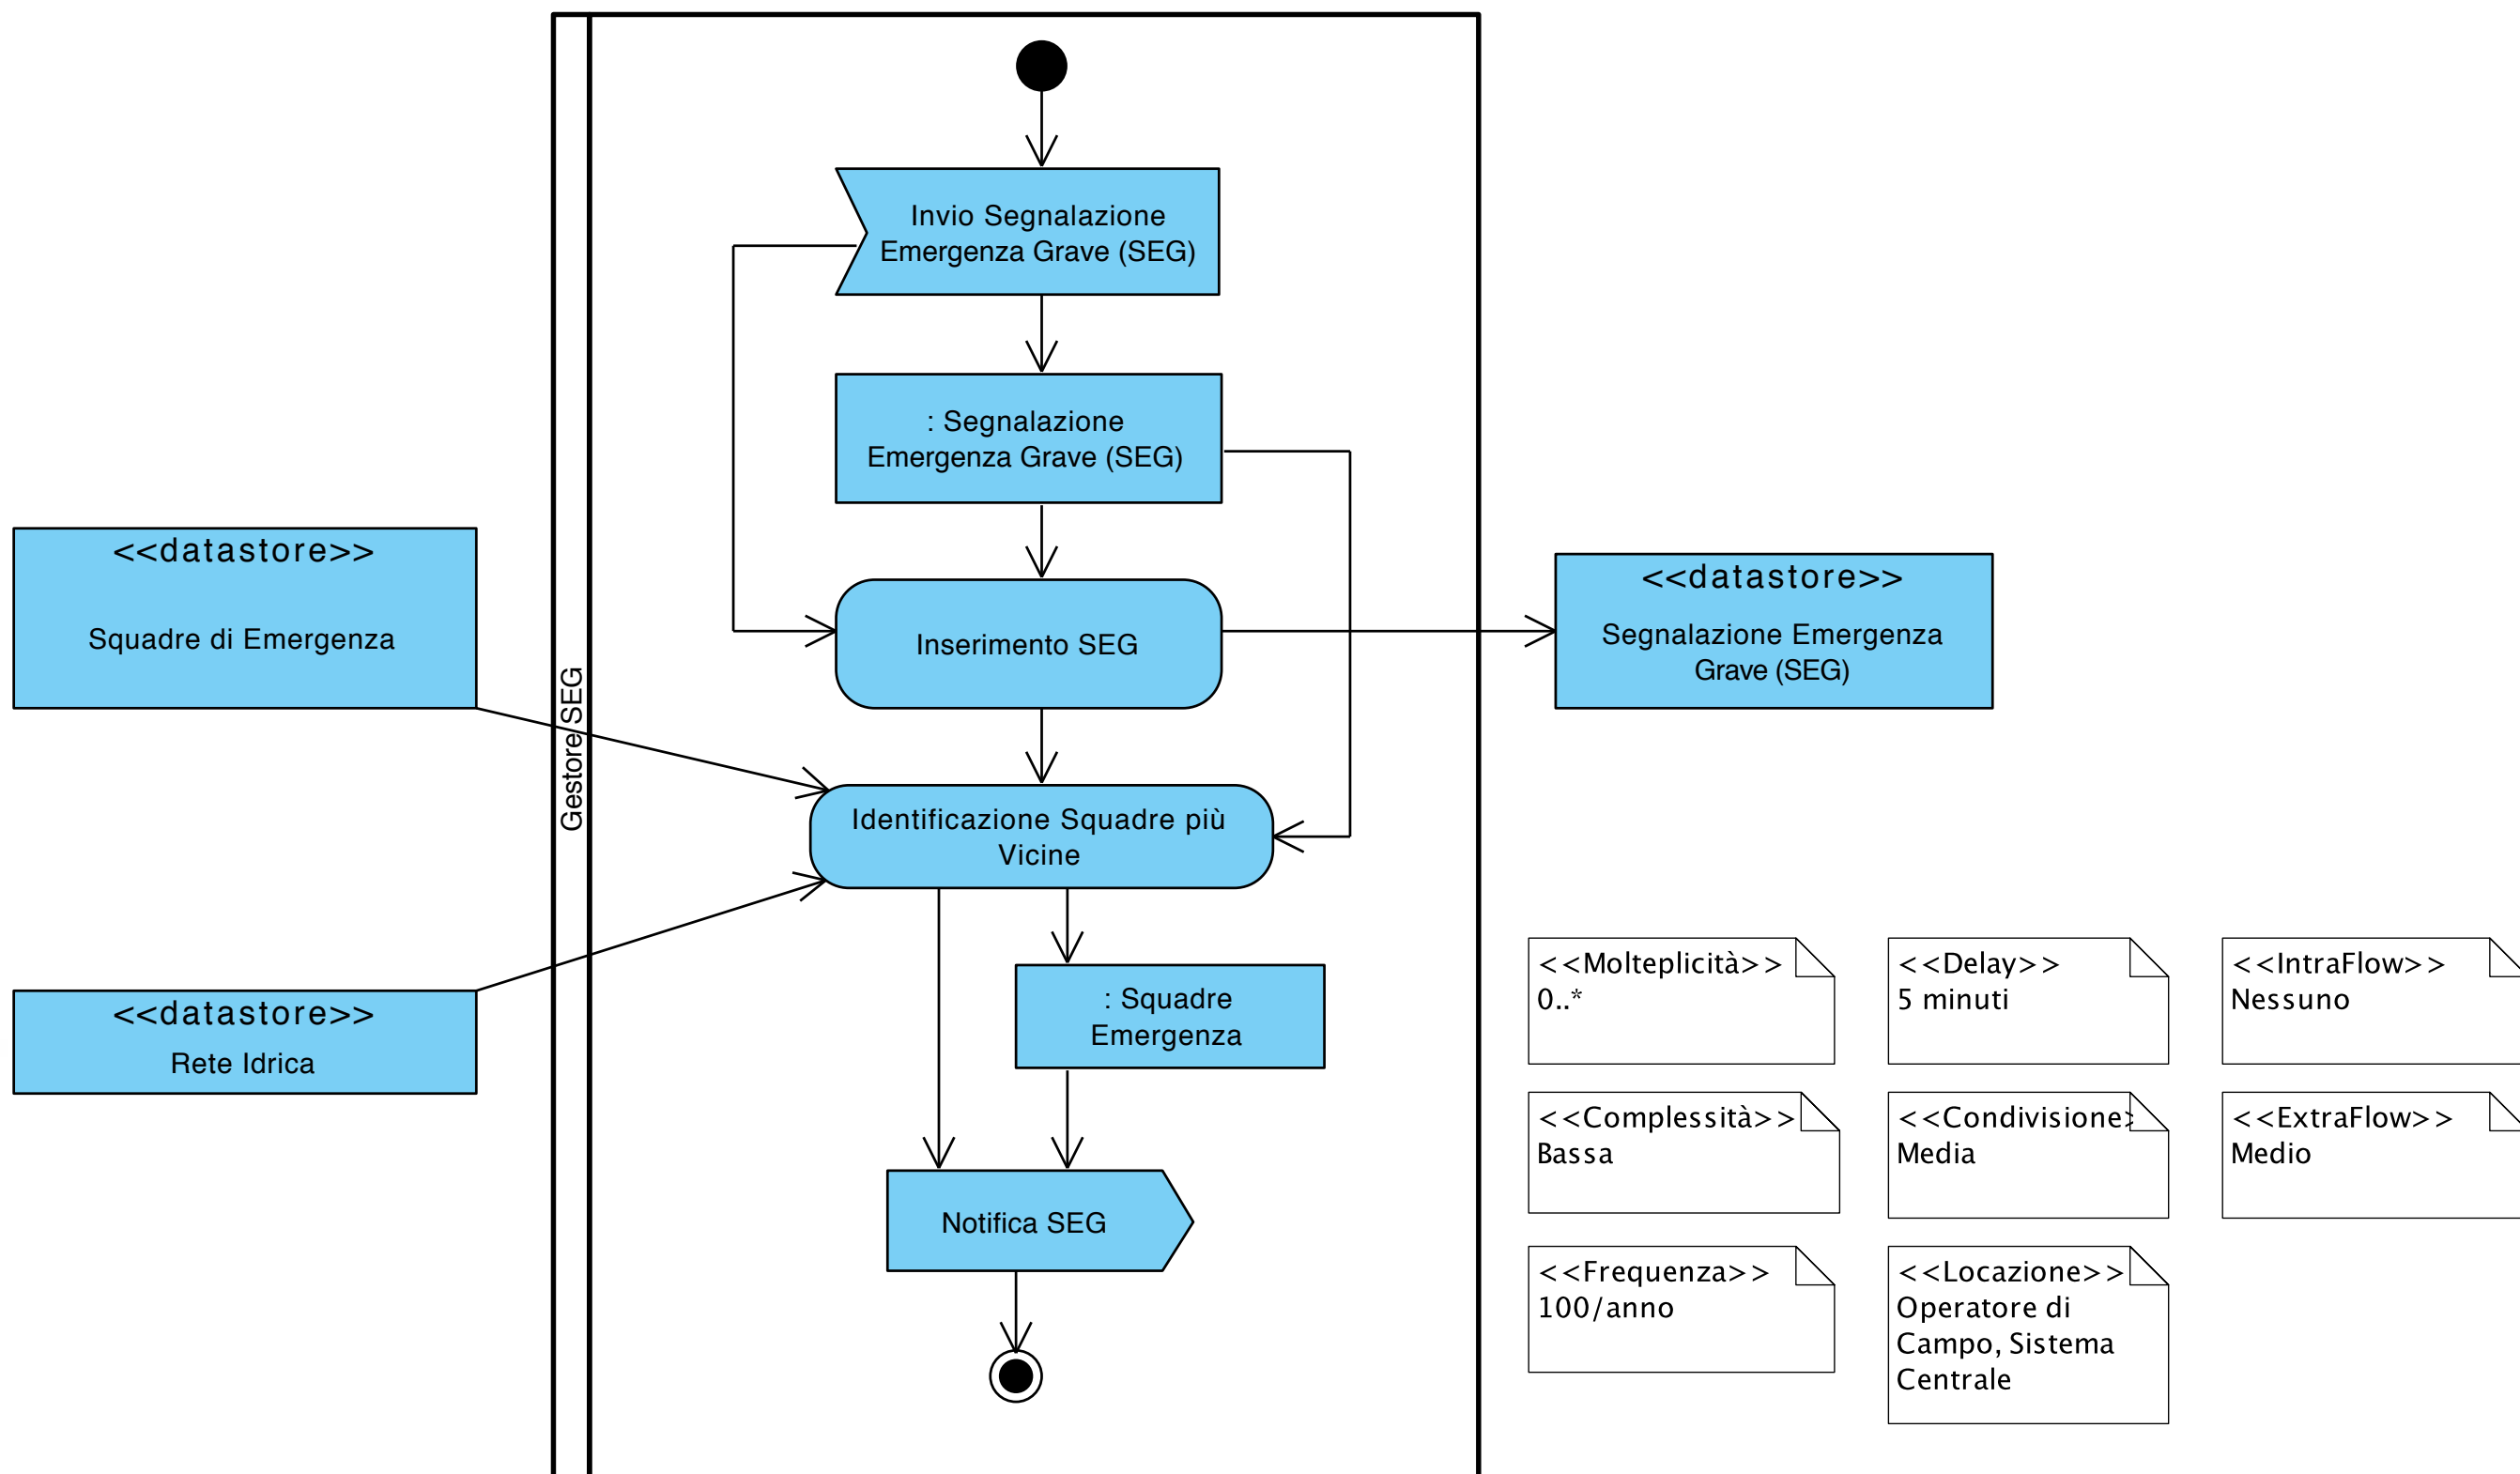 Invio Segnalazione
Emergenza Grave (SEG)
: Segnalazione
Emergenza Grave (SEG)
<<datastore>>
Squadre di Emergenza
Inserimento SEG
<<datastore>>
Segnalazione Emergenza
Grave (SEG)
Gestore SEG
Identificazione Squadre più
Vicine
<<datastore>>
Rete Idrica
: Squadre
Emergenza
Notifica SEG
<<Molteplicità>>
0..*
<<Delay>>
5 minuti
<<IntraFlow>>
Nessuno
<<Complessità>>
Bassa
<<Condivisione>
Media
<<ExtraFlow>>
Medio
<<Frequenza>>
100/anno
<<Locazione>>
Operatore di
Campo, Sistema
Centrale